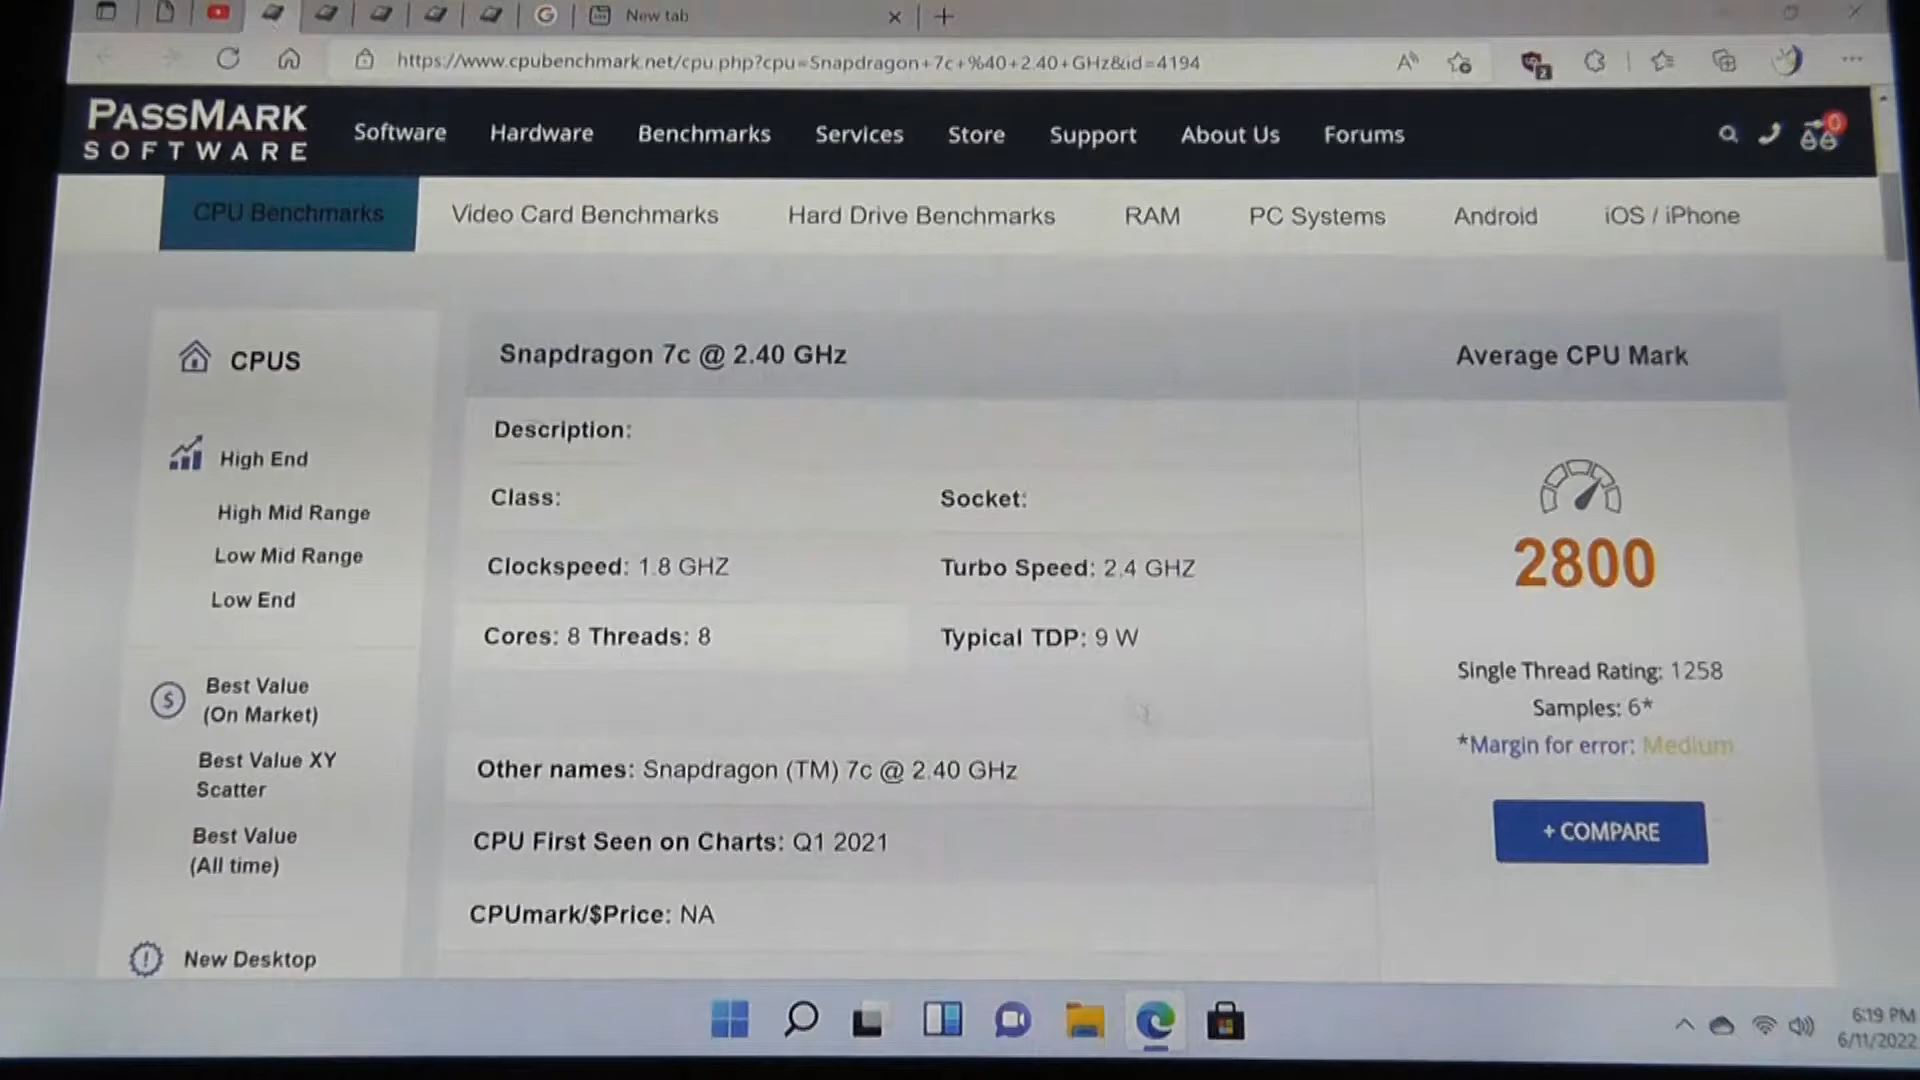 New tab
https://www.cpubenchmark.net/cpu.php?cpu=Snapdragon+7c+%40+2.40+GHz&id=4194
2
PASSMARK
SOFTWARE
Software Hardware Benchmarks Services Store Support About Us Forums
0
CPU Benchmarks Video Card Benchmarks Hard Drive Benchmarks RAM PC Systems Android iOS / iPhone
CPUS
High End
High Mid Range
Low Mid Range
Low End
Best Value
(On Market)
Best Value XY
Scatter
Best Value
(All time)
New Desktop
Snapdragon 7c @ 2.40 GHz
Description:
Class: Socket:
Clockspeed: 1.8 GHZ Turbo Speed: 2.4 GHZ
Cores: 8 Threads: 8 Typical TDP: 9 W
Other names: Snapdragon (TM) 7c @ 2.40 GHz
CPU First Seen on Charts: Q1 2021
CPUmark/$Price: NA
Average CPU Mark
2800
Single Thread Rating: 1258
Samples: 6*
*Margin for error: Medium
+ COMPARE
6:19 PM
6/11/2022